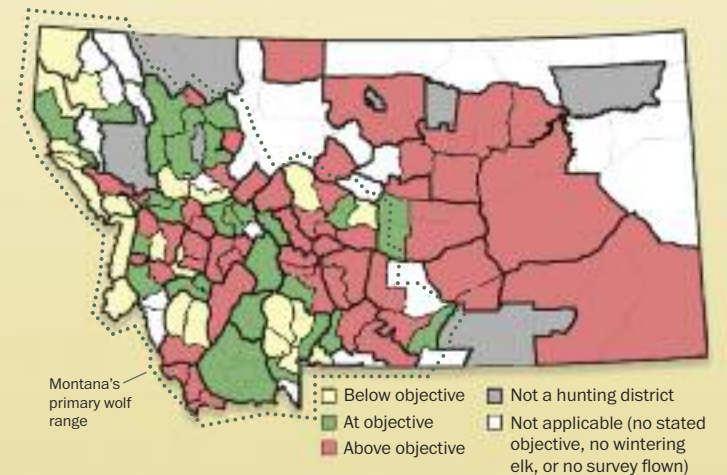 Montana's
primary wolf
range
Below objective
At objective
Above objective
Not a hunting district
Not applicable (no stated
objective, no wintering
elk, or no survey flown)